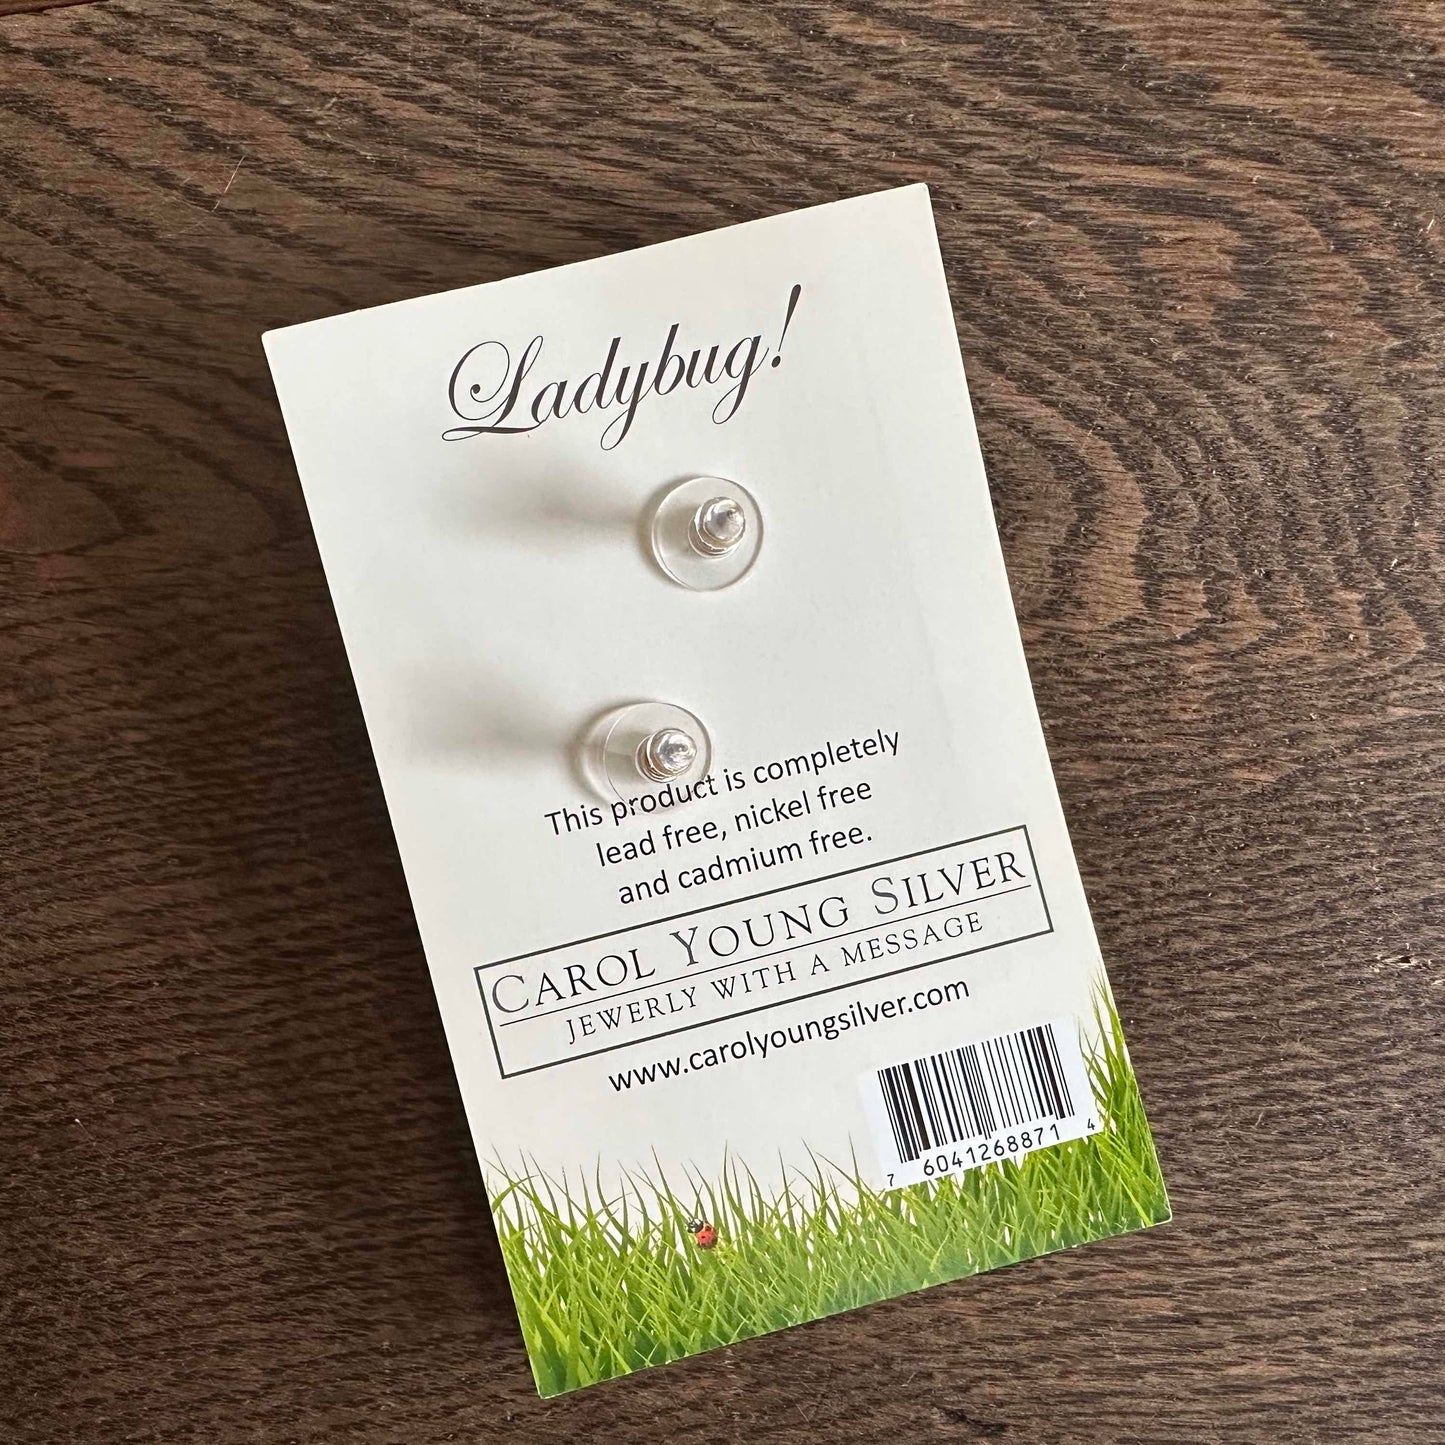 Ladybug!
This product is completely
lead free, nickel free
and cadmium free.
CAROL YOUNG SILVER
JEWERLY WITH A MESSAGE
www.carolyoungsilver.com
7 6041268871 4